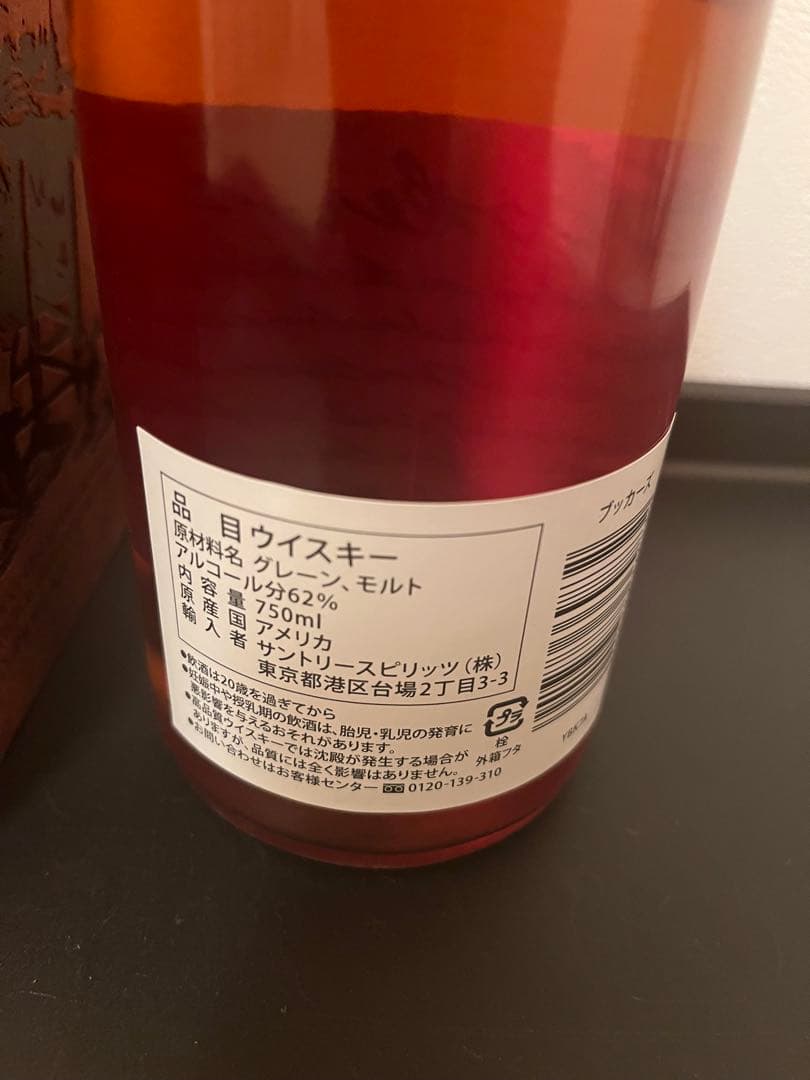 品目 ウイスキー
原材料名 グレーン、モルト
アルコール分62%
内容量 750ml
原産国 アメリカ
輸入者 サントリースピリッツ(株)
東京都港区台場2丁目3-3
●飲酒は20歳を過ぎてから
●妊娠中や授乳期の飲酒は、胎児・乳児の発育に
悪影響を与えるおそれがあります。
●高品質ウイスキーでは沈殿が発生する場合が
ありますが、品質には全く影響はありません。
●お問い合わせはお客様センター 0120-139-310
ブッカーズ
プラ
栓
外箱フタ